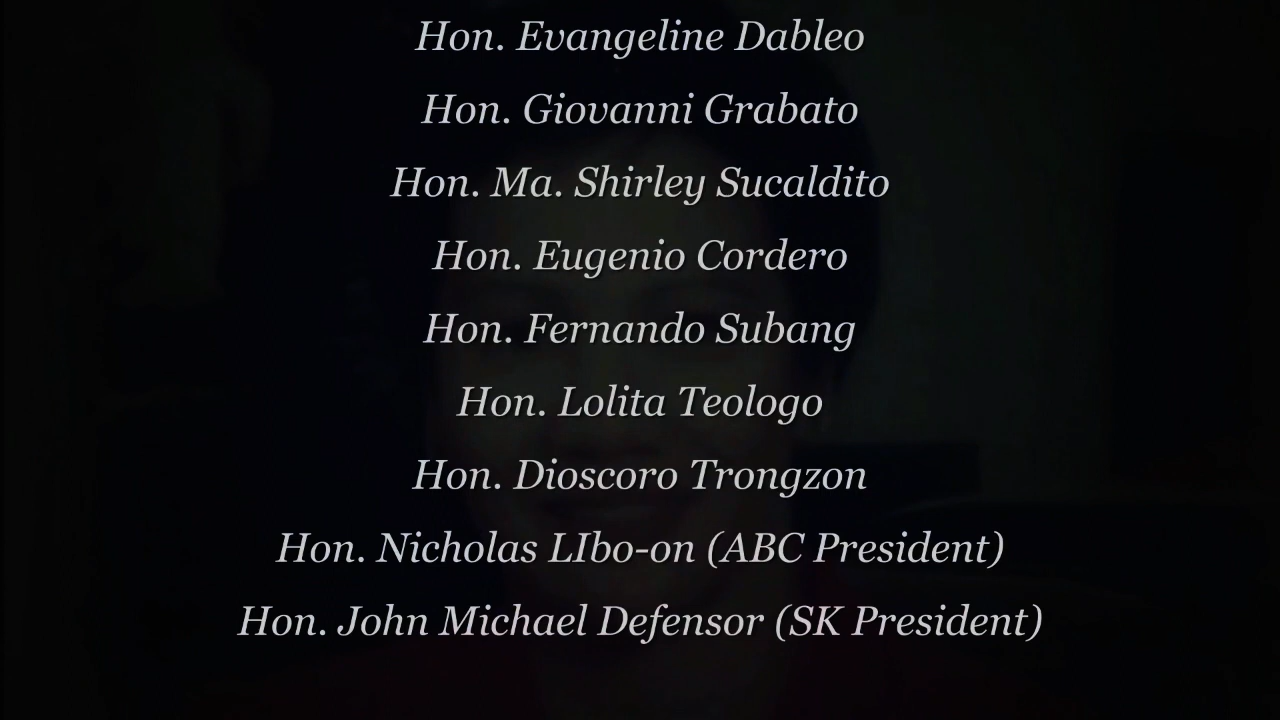 Hon. Evangeline Dableo
Hon. Giovanni Grabato
Hon. Ma. Shirley Sucaldito
Hon. Eugenio Cordero
Hon. Fernando Subang
Hon. Lolita Teologo
Hon. Dioscoro Trongzon
Hon. Nicholas LIbo-on (ABC President)
Hon. John Michael Defensor (SK President)